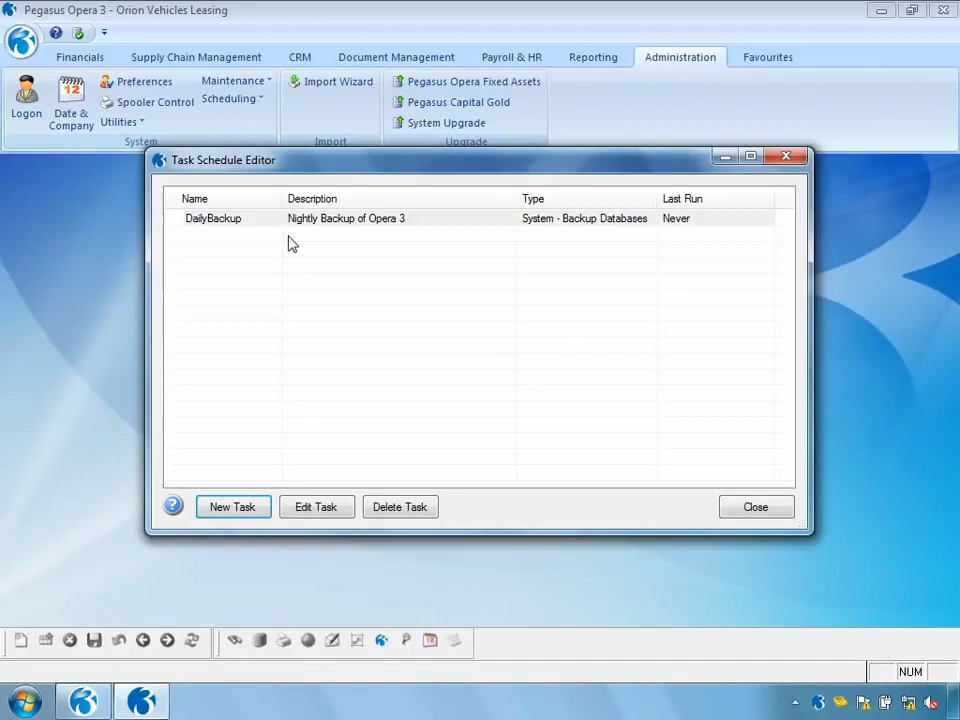 Pegasus Opera 3 - Orion Vehicles Leasing
Financials Supply Chain Management CRM Document Management Payroll & HR Reporting Administration Favourites
Logon
Date & Company
Preferences
Spooler Control
Utilities
Maintenance
Scheduling
System
Import Wizard
Import
Pegasus Opera Fixed Assets
Pegasus Capital Gold
System Upgrade
Upgrade
Task Schedule Editor
Name Description Type Last Run
DailyBackup Nightly Backup of Opera 3 System - Backup Databases Never
New Task Edit Task Delete Task Close
NUM